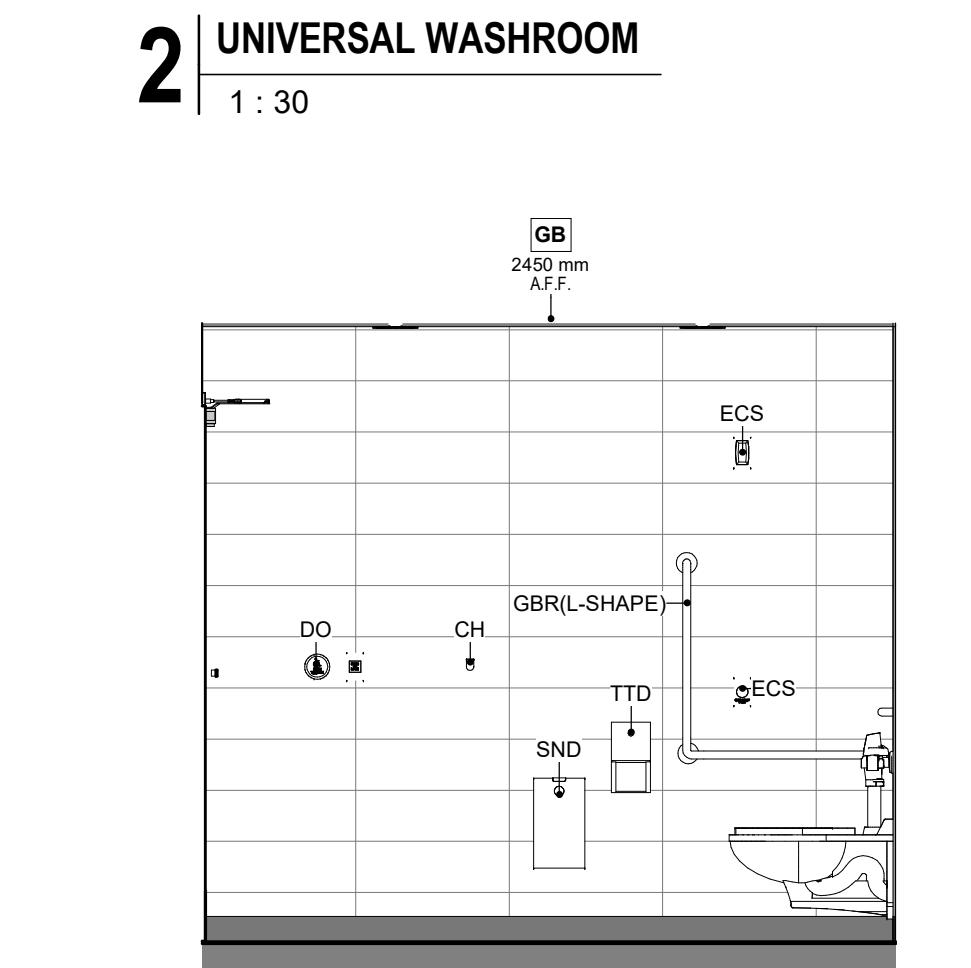 2
UNIVERSAL WASHROOM
1 : 30
GB
2450 mm
A.F.F.
ECS
GBR(L-SHAPE)
DO
CH
ECS
TTD
SND